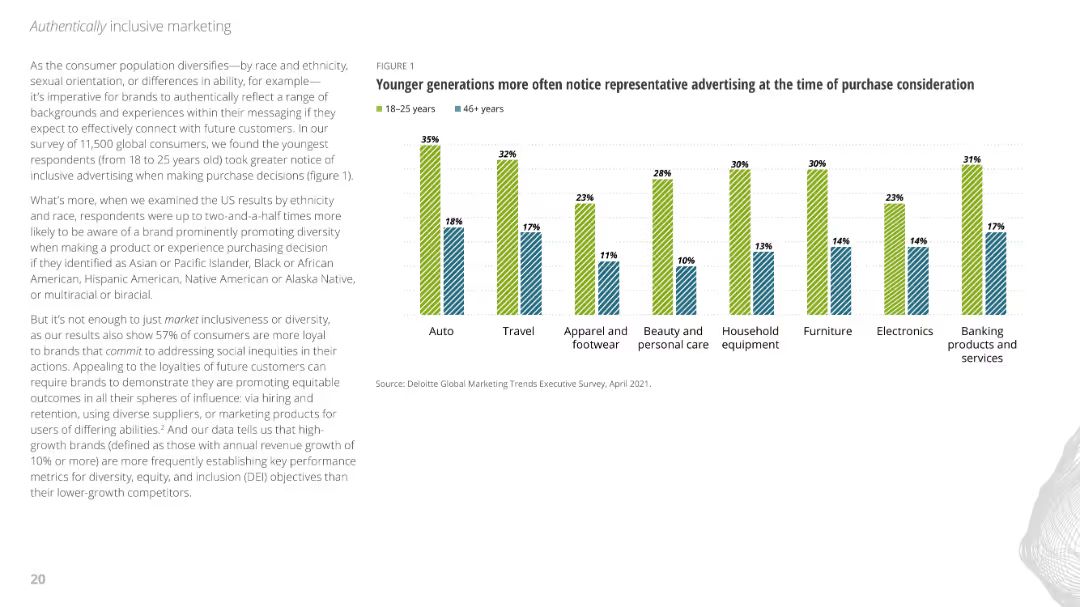 Authentically inclusive marketing
As the consumer population diversifies—by race and ethnicity,
sexual orientation, or differences in ability, for example—
it's imperative for brands to authentically reflect a range of
backgrounds and experiences within their messaging if they
expect to effectively connect with future customers. In our
survey of 11,500 global consumers, we found the youngest
respondents (from 18 to 25 years old) took greater notice of
inclusive advertising when making purchase decisions (figure 1).
What's more, when we examined the US results by ethnicity
and race, respondents were up to two-and-a-half times more
likely to be aware of a brand prominently promoting diversity
when making a product or experience purchasing decision
if they identified as Asian or Pacific Islander, Black or African
American, Hispanic American, Native American or Alaska Native,
or multiracial or biracial.
But it's not enough to just market inclusiveness or diversity,
as our results also show 57% of consumers are more loyal
to brands that commit to addressing social inequities in their
actions. Appealing to the loyalties of future customers can
require brands to demonstrate they are promoting equitable
outcomes in all their spheres of influence: via hiring and
retention, using diverse suppliers, or marketing products for
users of differing abilities.² And our data tells us that high-
growth brands (defined as those with annual revenue growth of
10% or more) are more frequently establishing key performance
metrics for diversity, equity, and inclusion (DEI) objectives than
their lower-growth competitors.
FIGURE 1
Younger generations more often notice representative advertising at the time of purchase consideration
18–25 years 46+ years
35% 18%
32% 17%
23% 11%
28% 10%
30% 13%
30% 14%
23% 14%
31% 17%
Auto
Travel
Apparel and
footwear
Beauty and
personal care
Household
equipment
Furniture
Electronics
Banking
products and
services
Source: Deloitte Global Marketing Trends Executive Survey, April 2021.
20